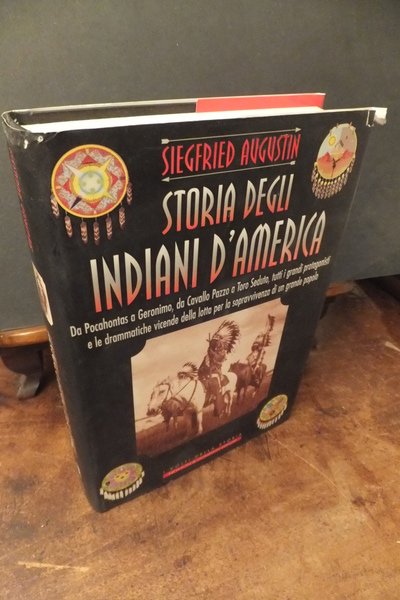 SIEGFRIED AUGUSTIN
STORIA DEGLI
INDIANI D'AMERICA
Da Pocahontas a Geronimo, da Cavallo Pazzo a Toro Seduto, tutti i grandi protagonisti
e le drammatiche vicende della lotta per la sopravvivenza di un grande popolo